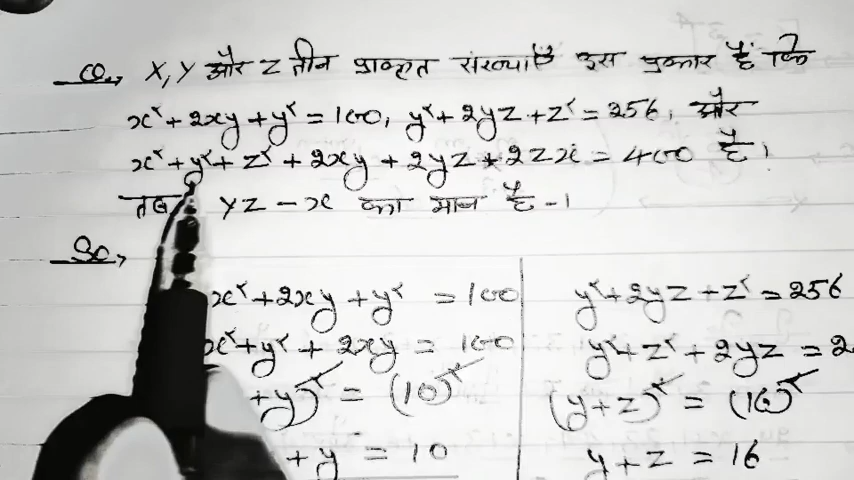 Q. X, Y और Z तीन प्राकृत संख्याएँ इस प्रकार हैं कि
x² + 2xy + y² = 100, y² + 2yz + z² = 256, और
x² + y² + z² + 2xy + 2yz + 2zx = 400 है।
तब YZ - x का मान है -।
So,
x² + 2xy + y² = 100
x² + y² + 2xy = 100
+ y)² = (10)²
+ y = 10
y² + 2yz + z² = 256
y² + z² + 2yz = 2
(y + z)² = (16)²
y + z = 16